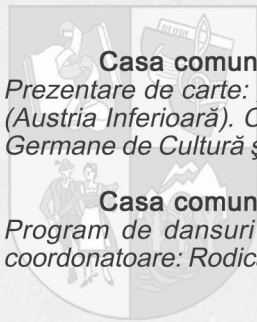 Casa comun
Prezentare de carte:
(Austria Inferioară). C
Germane de Cultură ş
Casa comun
Program de dansuri
coordonatoare: Rodic